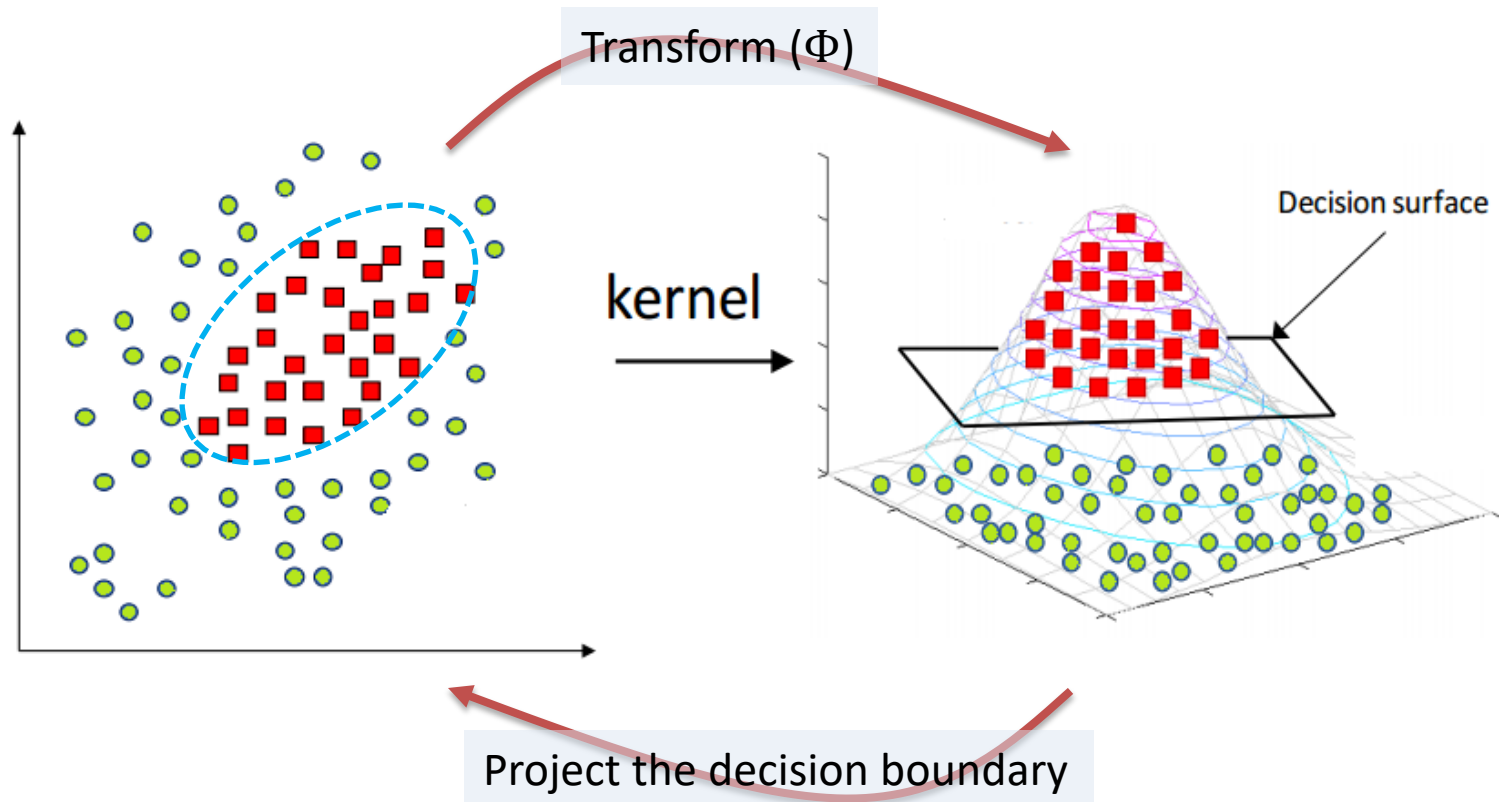 Transform (Φ)
Decision surface
kernel
Project the decision boundary